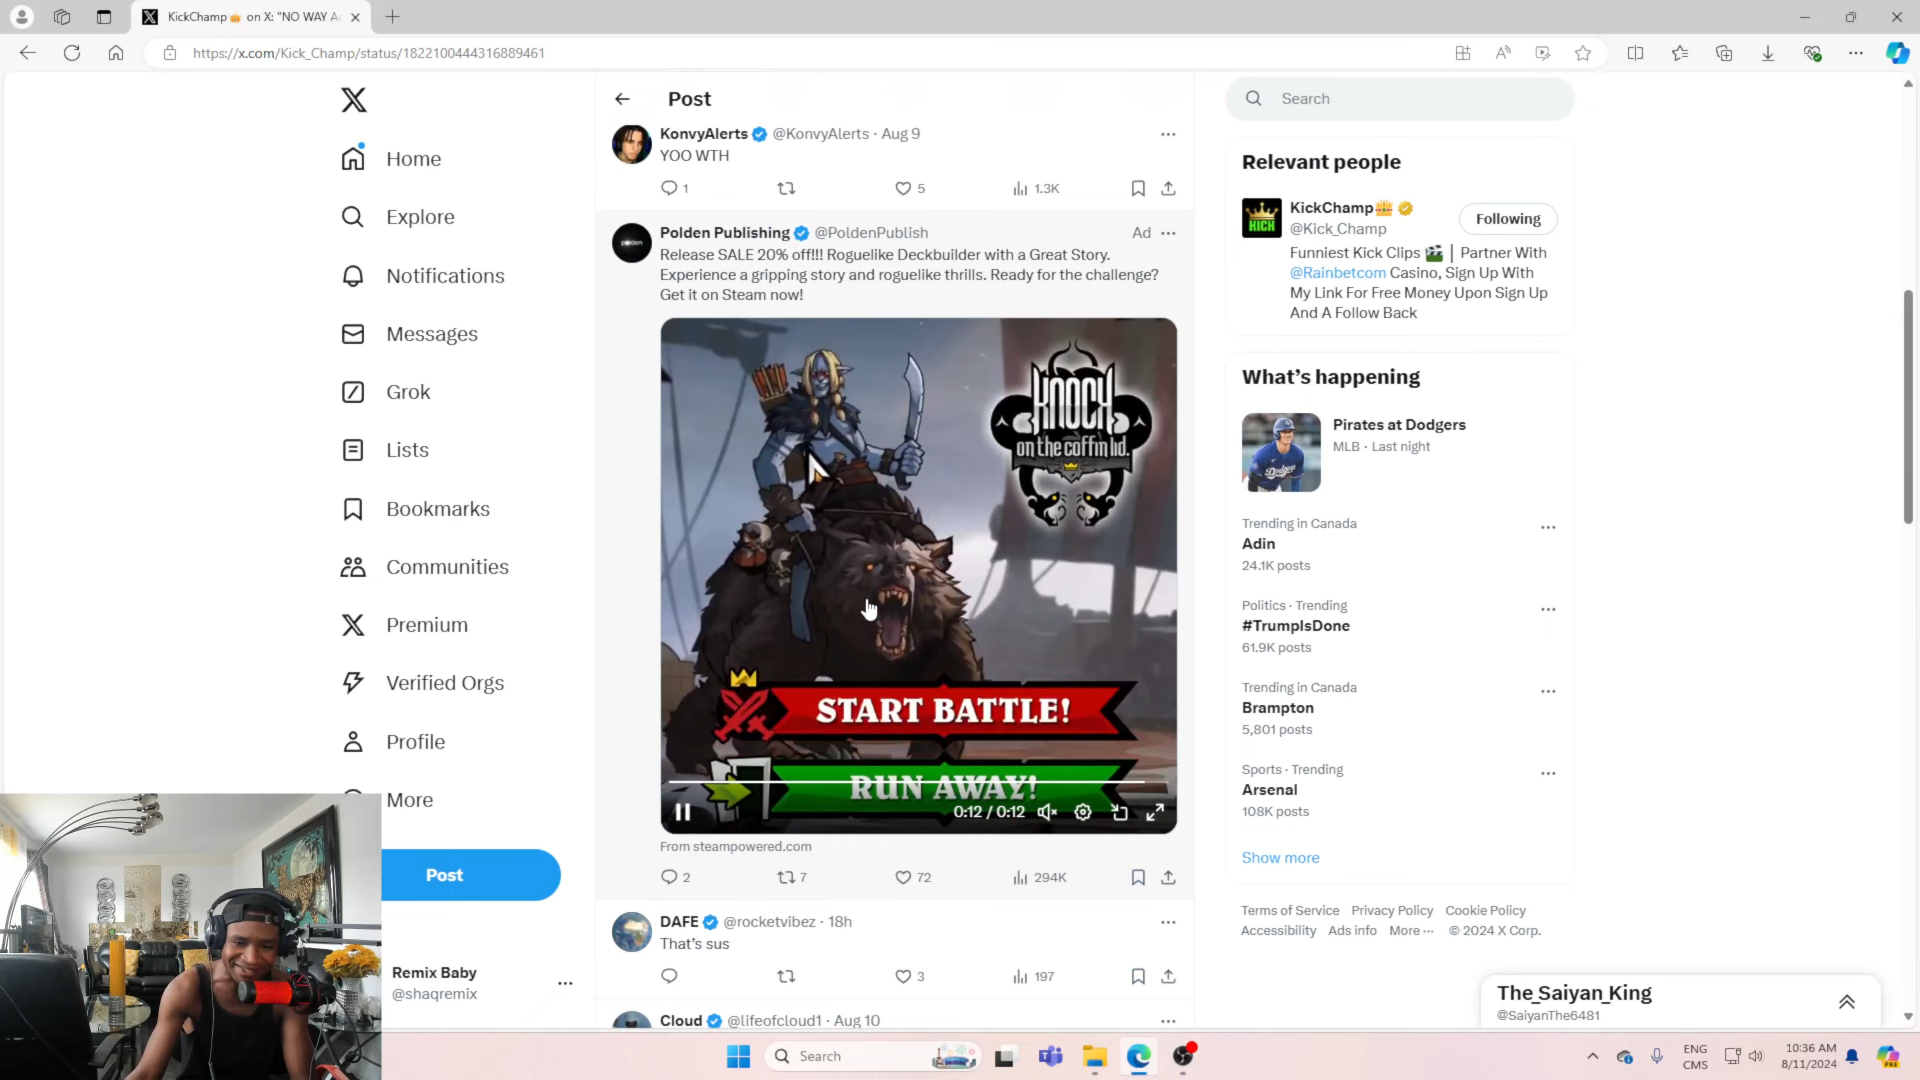 KickChamp👑 on X: "NO WAY A
https://x.com/Kick_Champ/status/1822100444316889461
Home
Explore
Notifications
Messages
Grok
Lists
Bookmarks
Communities
Premium
Verified Orgs
Profile
More
Post
Remix Baby
@shaqremix
Post
KonvyAlerts @KonvyAlerts · Aug 9
YOO WTH
1 5 1.3K
Polden Publishing @PoldenPublish Ad
Release SALE 20% off!!! Roguelike Deckbuilder with a Great Story.
Experience a gripping story and roguelike thrills. Ready for the challenge?
Get it on Steam now!
polden
KNOCK
on the coffin lid.
START BATTLE!
RUN AWAY!
0:12 / 0:12
From steampowered.com
2 7 72 294K
DAFE @rocketvibez · 18h
That's sus
3 197
Cloud @lifeofcloud1 · Aug 10
Search
Relevant people
KICK
KickChamp👑
@Kick_Champ
Following
Funniest Kick Clips 🎬 | Partner With
@Rainbetcom Casino, Sign Up With
My Link For Free Money Upon Sign Up
And A Follow Back
What's happening
Dodgers
Pirates at Dodgers
MLB · Last night
Trending in Canada
Adin
24.1K posts
Politics · Trending
#TrumpIsDone
61.9K posts
Trending in Canada
Brampton
5,801 posts
Sports · Trending
Arsenal
108K posts
Show more
Terms of Service Privacy Policy Cookie Policy
Accessibility Ads info More ··· © 2024 X Corp.
The_Saiyan_King
@SaiyanThe6481
Search
ENG
CMS
10:36 AM
8/11/2024
PRE